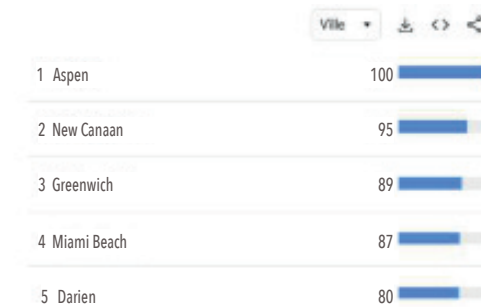 Ville
1 Aspen 100
2 New Canaan 95
3 Greenwich 89
4 Miami Beach 87
5 Darien 80